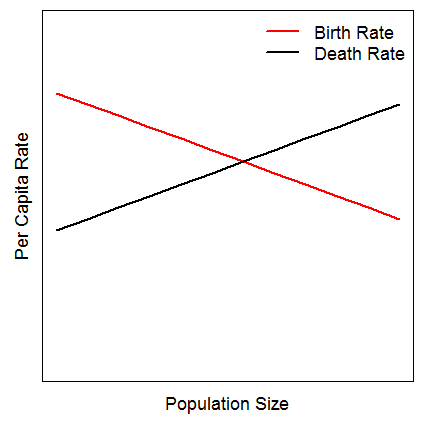 Birth Rate
Death Rate
Per Capita Rate
Population Size